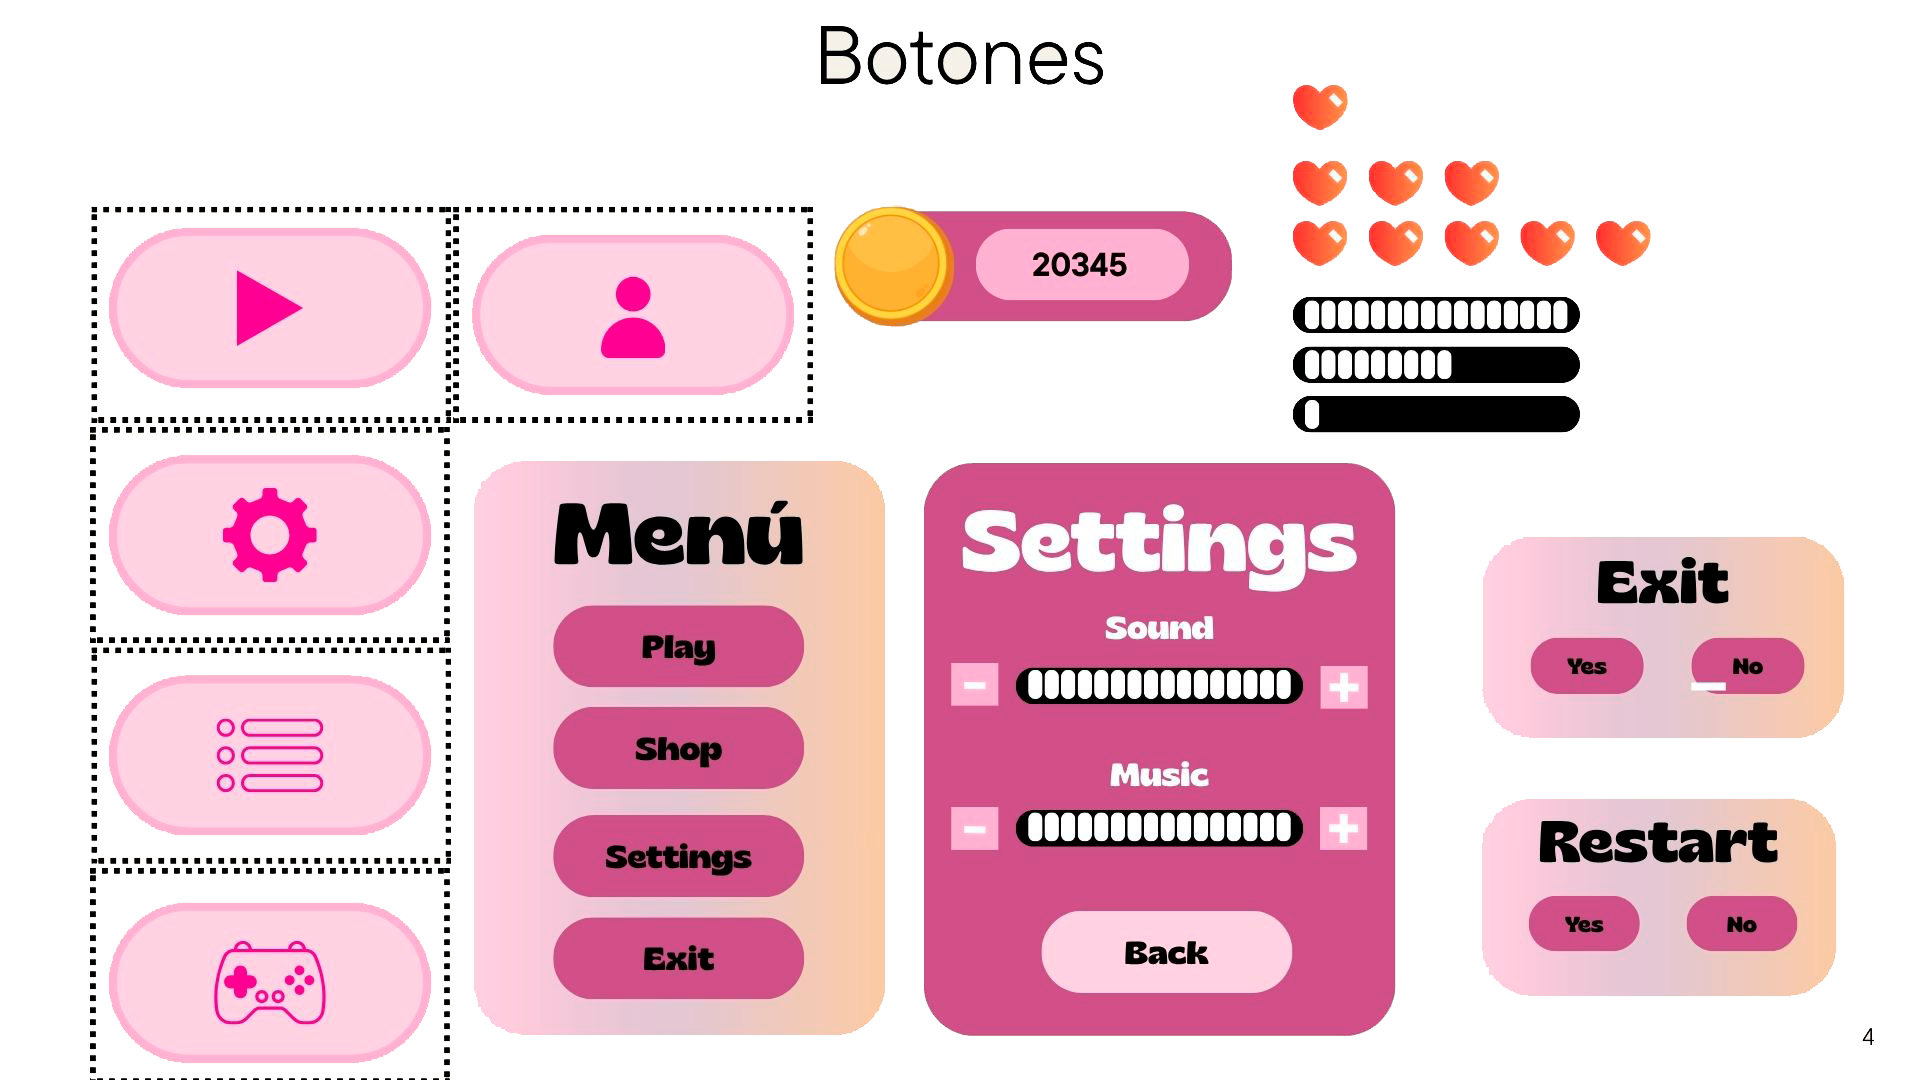 Botones
20345
Menú
Play
Shop
Settings
Exit
Settings
Sound
- +
Music
- +
Back
Exit
Yes No
Restart
Yes No
4